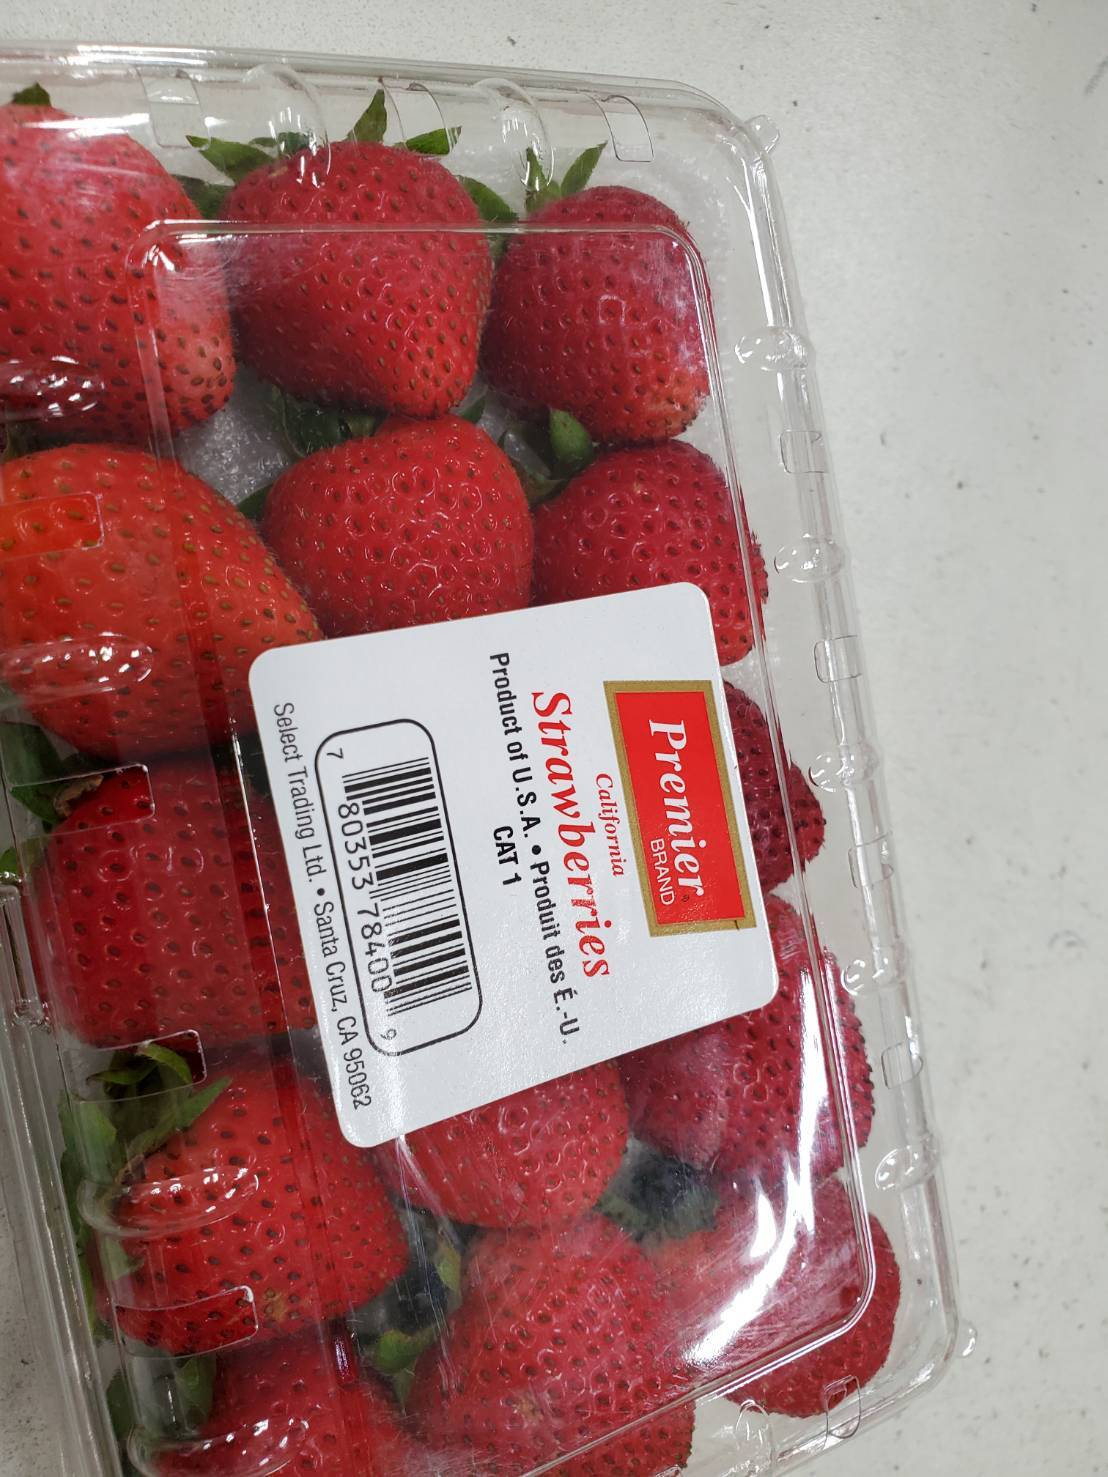 Premier®
BRAND
California
Strawberries
Product of U.S.A. • Produit des É.-U.
CAT 1
7 80353 78400 9
Select Trading Ltd. • Santa Cruz, CA 95062